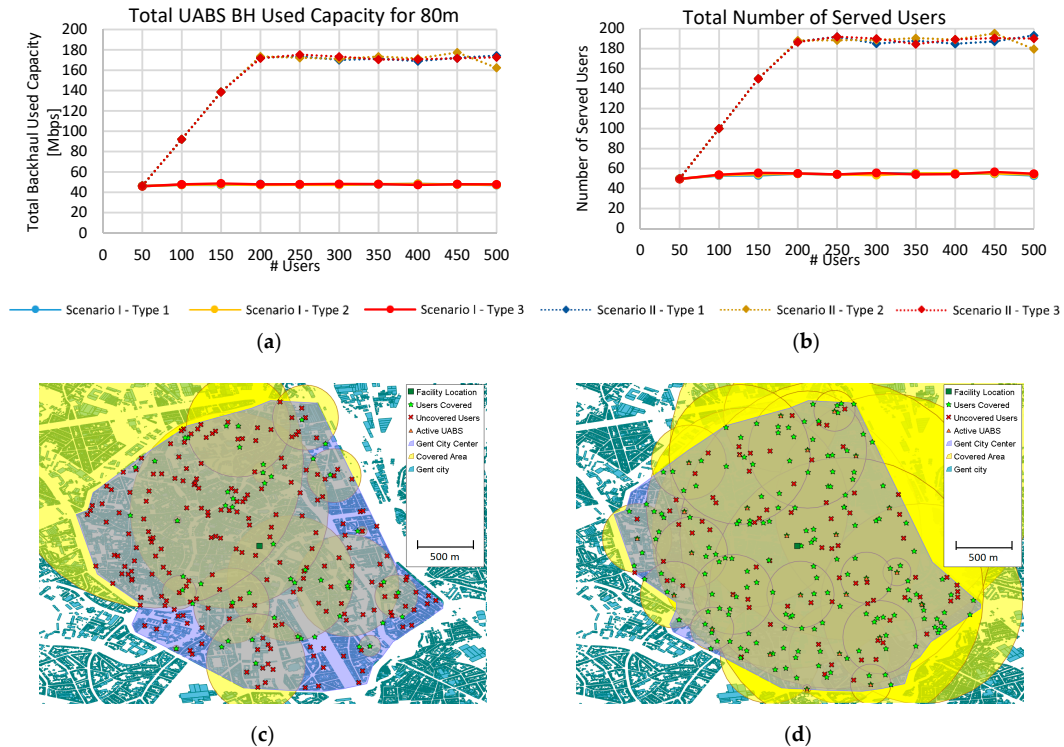 Total UABS BH Used Capacity for 80m
Total Backhaul Used Capacity
[Mbps]
200
180
160
140
120
100
80
60
40
20
0
50 100 150 200 250 300 350 400 450 500
# Users
Total Number of Served Users
Number of Served Users
200
180
160
140
120
100
80
60
40
20
0
50 100 150 200 250 300 350 400 450 500
# Users
Scenario I - Type 1
Scenario I - Type 2
Scenario I - Type 3
Scenario II - Type 1
Scenario II - Type 2
Scenario II - Type 3
(a)
(b)
Facility Location
Users Covered
Uncovered Users
Active UABS
Gent City Center
Covered Area
Gent city
500 m
Facility Location
Users Covered
Uncovered Users
Active UABS
Gent City Center
Covered Area
Gent city
500 m
(c)
(d)